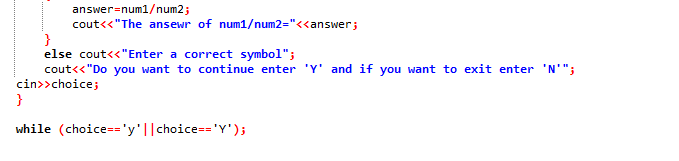 answer=num1/num2;
cout<<"The ansewr of num1/num2="<<answer;
}
else cout<<"Enter a correct symbol";
cout<<"Do you want to continue enter 'Y' and if you want to exit enter 'N'";
cin>>choice;
}
while (choice=='y'||choice=='Y');